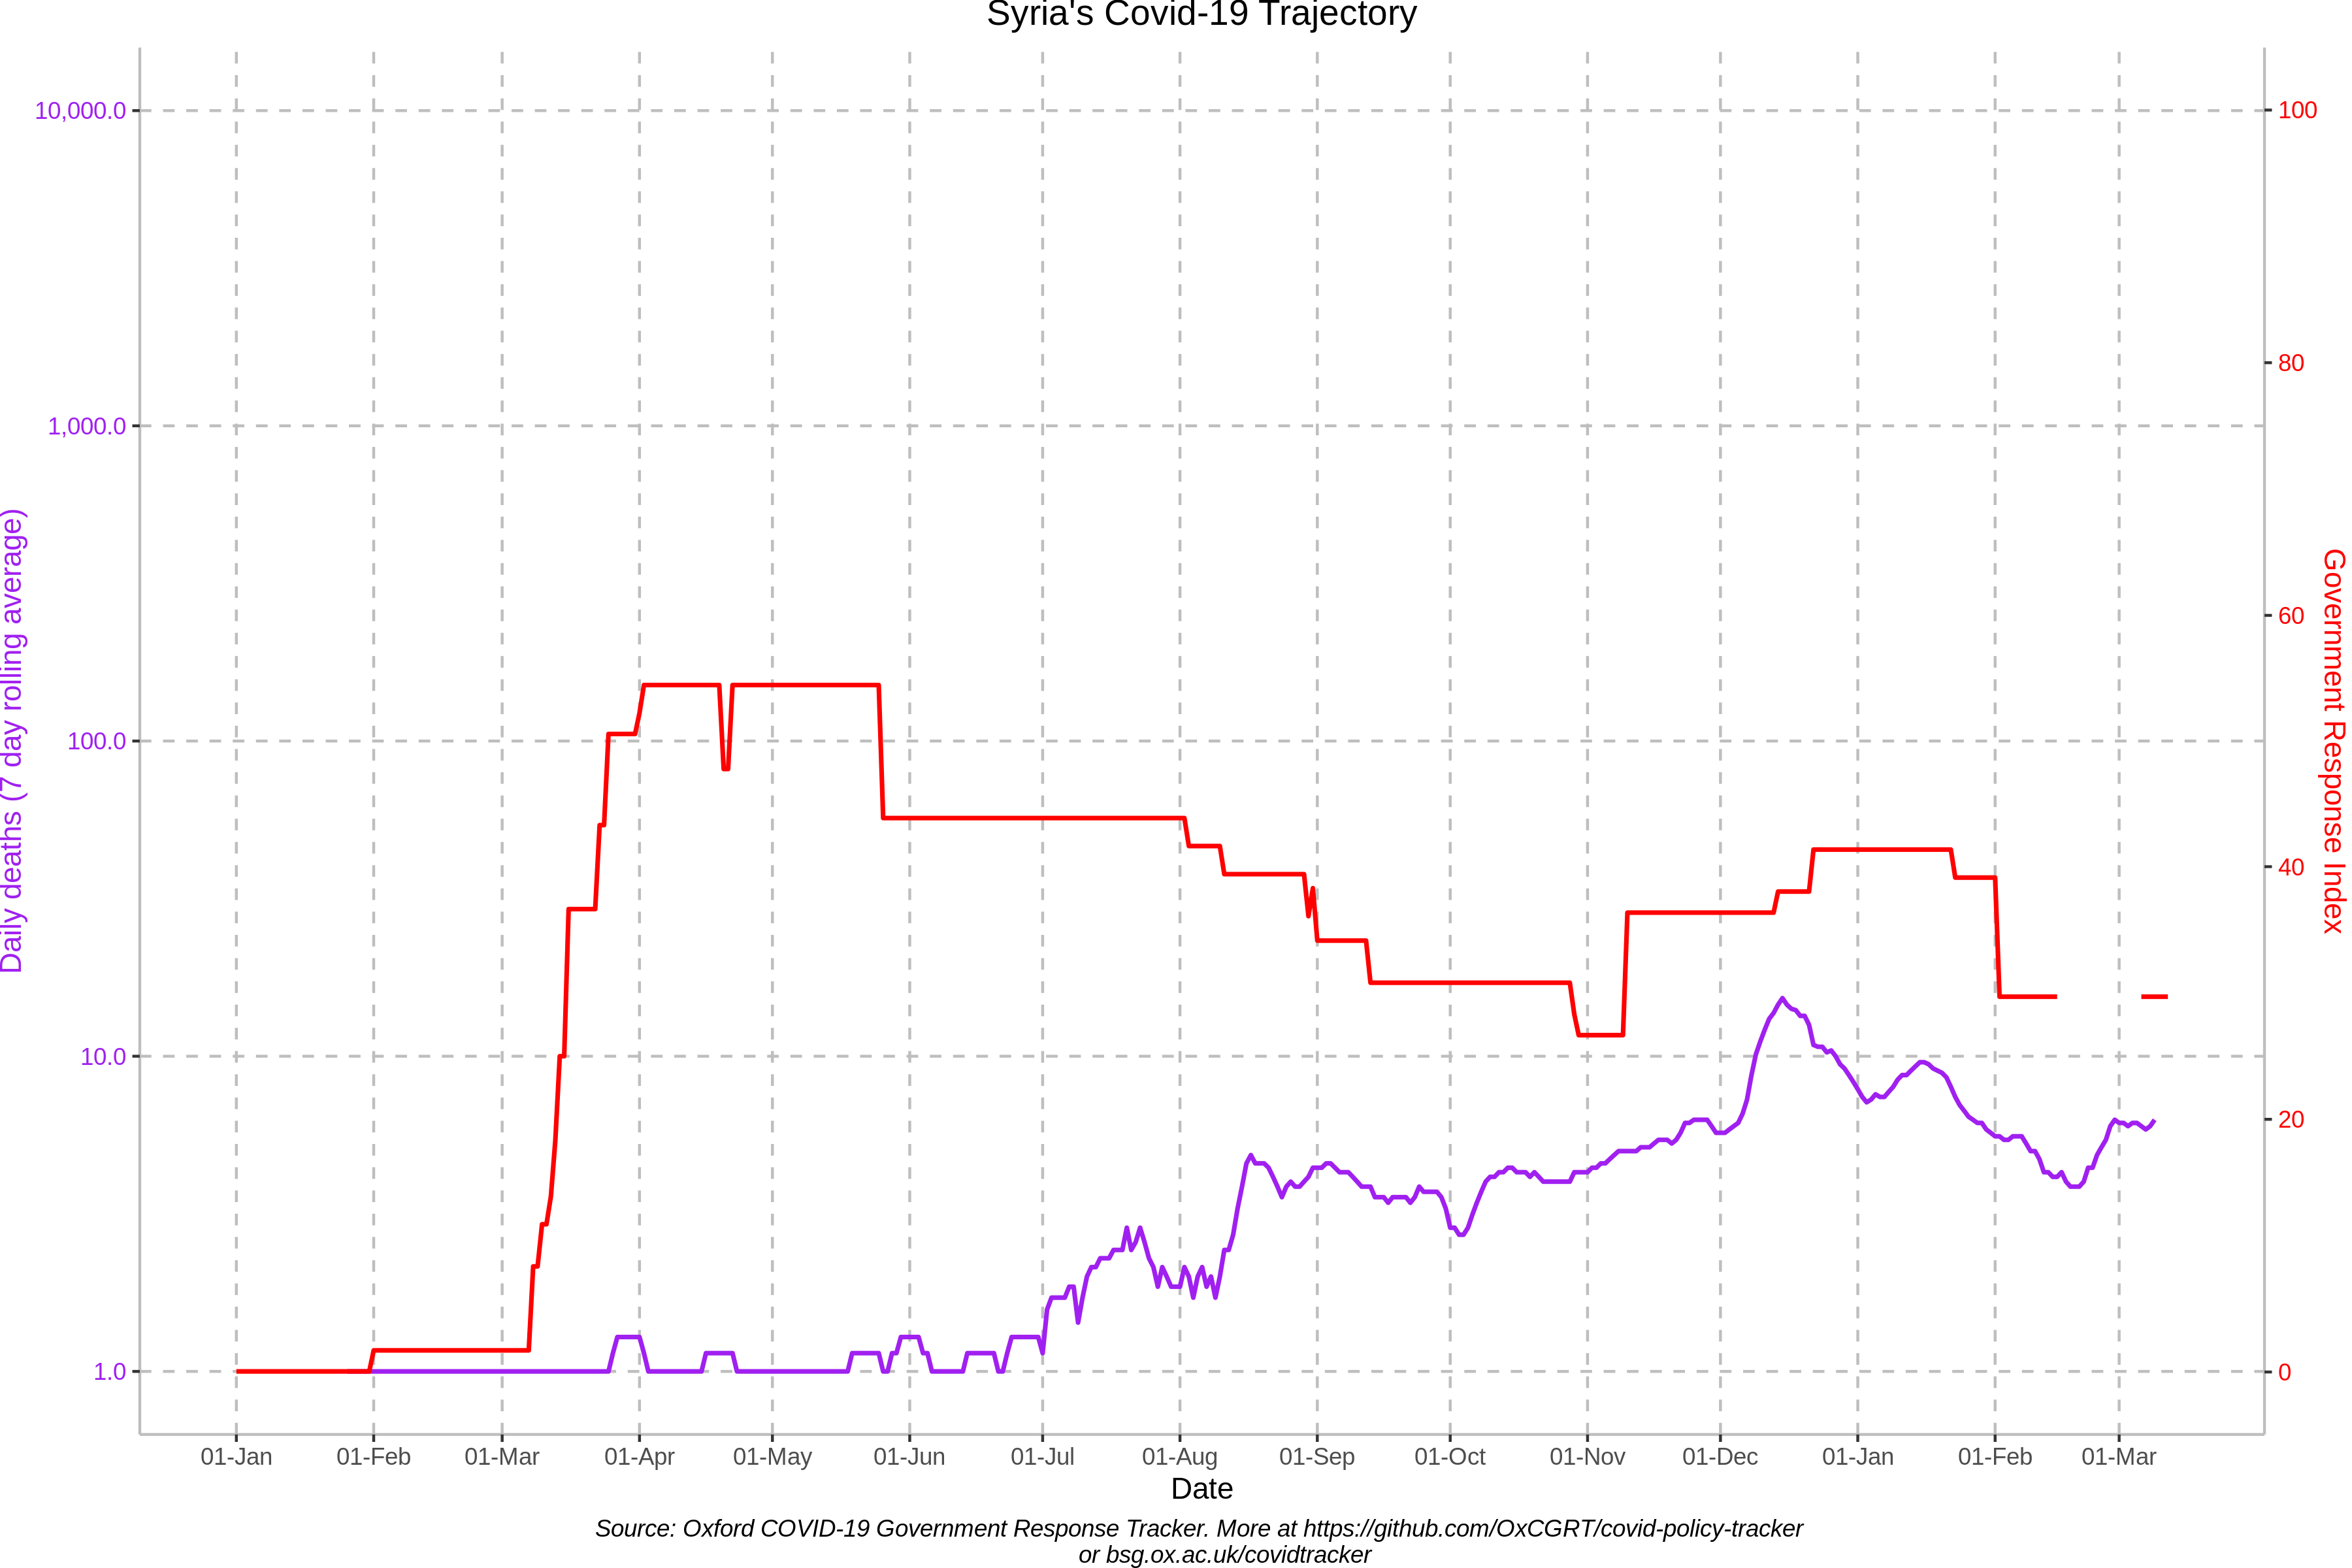 Syria's Covid-19 Trajectory
10,000.0
1,000.0
100.0
10.0
1.0
Daily deaths (7 day rolling average)
100
80
60
40
20
0
Government Response Index
01-Jan 01-Feb 01-Mar 01-Apr 01-May 01-Jun 01-Jul 01-Aug 01-Sep 01-Oct 01-Nov 01-Dec 01-Jan 01-Feb 01-Mar
Date
Source: Oxford COVID-19 Government Response Tracker. More at https://github.com/OxCGRT/covid-policy-tracker
or bsg.ox.ac.uk/covidtracker